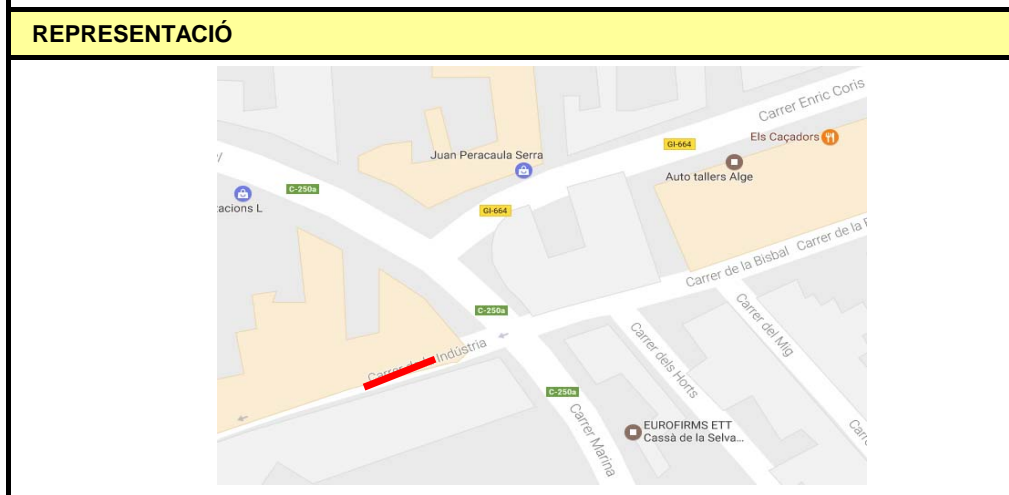 REPRESENTACIÓ
Carrer Enric Coris
Els Caçadors
GI-664
Juan Peracaula Serra
Auto tallers Alge
C-250a
tacions L
GI-664
Carrer de la Bisbal
Carrer de la
C-250a
Carrer del Mig
Carrer dels Horts
Indústria
C-250a
Carrer Marina
EUROFIRMS ETT
Cassà de la Selva...